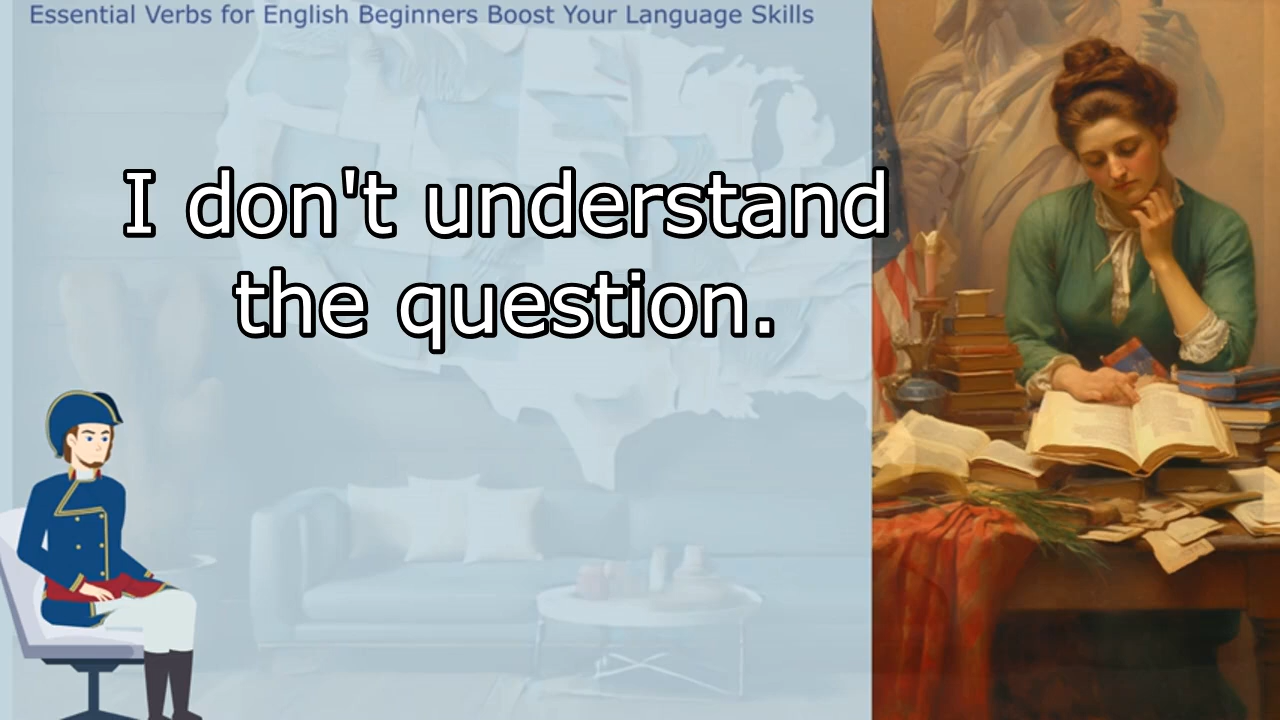 Essential Verbs for English Beginners Boost Your Language Skills
I don't understand
the question.